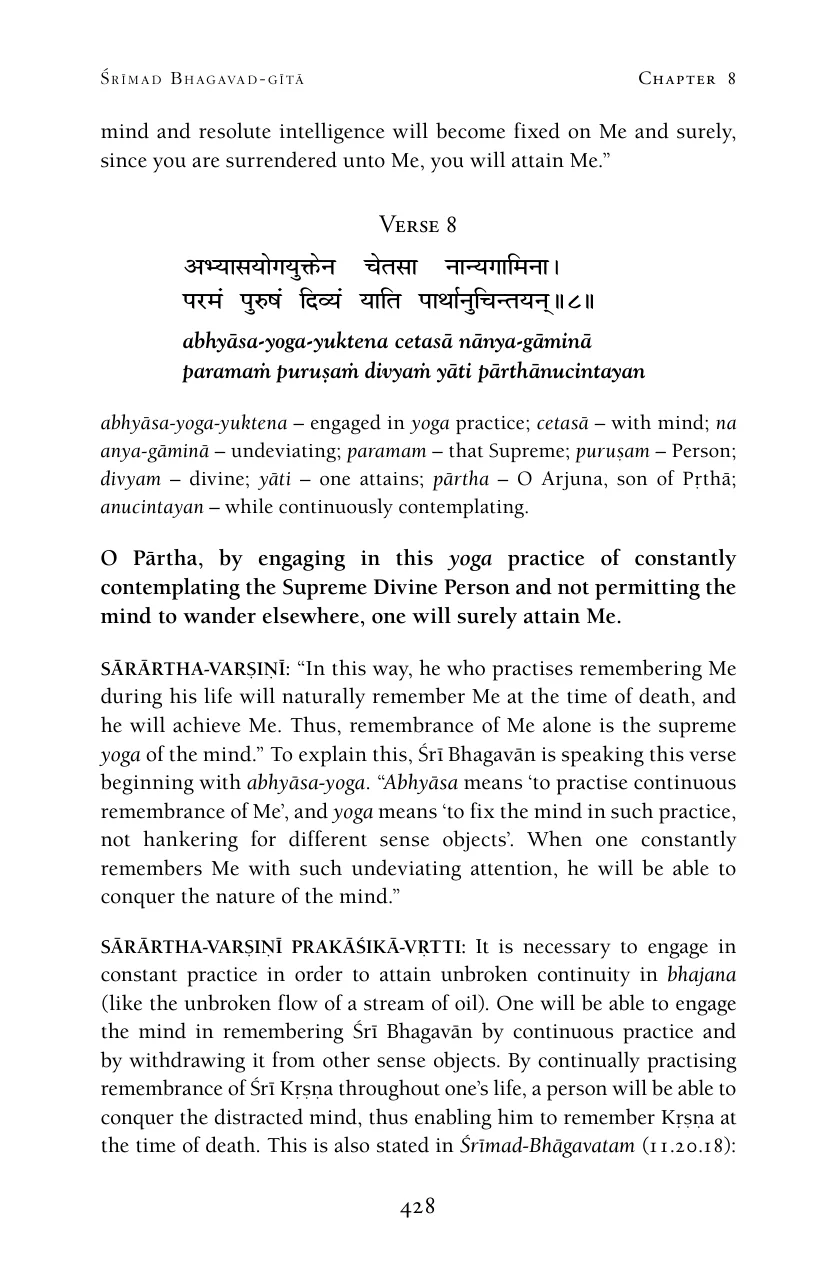 Śrīmad Bhagavad-gītā Chapter 8
mind and resolute intelligence will become fixed on Me and surely,
since you are surrendered unto Me, you will attain Me.”
Verse 8
अभ्यासयोगयुक्तेन चेतसा नान्यगामिना।
परमं पुरुषं दिव्यं याति पार्थानुचिन्तयन्॥८॥
abhyāsa-yoga-yuktena cetasā nānya-gāminā
paramaṁ puruṣaṁ divyaṁ yāti pārthānucintayan
abhyāsa-yoga-yuktena – engaged in yoga practice; cetasā – with mind; na
anya-gāminā – undeviating; paramam – that Supreme; puruṣam – Person;
divyam – divine; yāti – one attains; pārtha – O Arjuna, son of Pṛthā;
anucintayan – while continuously contemplating.
O Pārtha, by engaging in this yoga practice of constantly
contemplating the Supreme Divine Person and not permitting the
mind to wander elsewhere, one will surely attain Me.
SĀRĀRTHA-VARṢIṆĪ: “In this way, he who practises remembering Me
during his life will naturally remember Me at the time of death, and
he will achieve Me. Thus, remembrance of Me alone is the supreme
yoga of the mind.” To explain this, Śrī Bhagavān is speaking this verse
beginning with abhyāsa-yoga. “Abhyāsa means ‘to practise continuous
remembrance of Me’, and yoga means ‘to fix the mind in such practice,
not hankering for different sense objects’. When one constantly
remembers Me with such undeviating attention, he will be able to
conquer the nature of the mind.”
SĀRĀRTHA-VARṢIṆĪ PRAKĀŚIKĀ-VṚTTI: It is necessary to engage in
constant practice in order to attain unbroken continuity in bhajana
(like the unbroken flow of a stream of oil). One will be able to engage
the mind in remembering Śrī Bhagavān by continuous practice and
by withdrawing it from other sense objects. By continually practising
remembrance of Śrī Kṛṣṇa throughout one’s life, a person will be able to
conquer the distracted mind, thus enabling him to remember Kṛṣṇa at
the time of death. This is also stated in Śrīmad-Bhāgavatam (11.20.18):
428